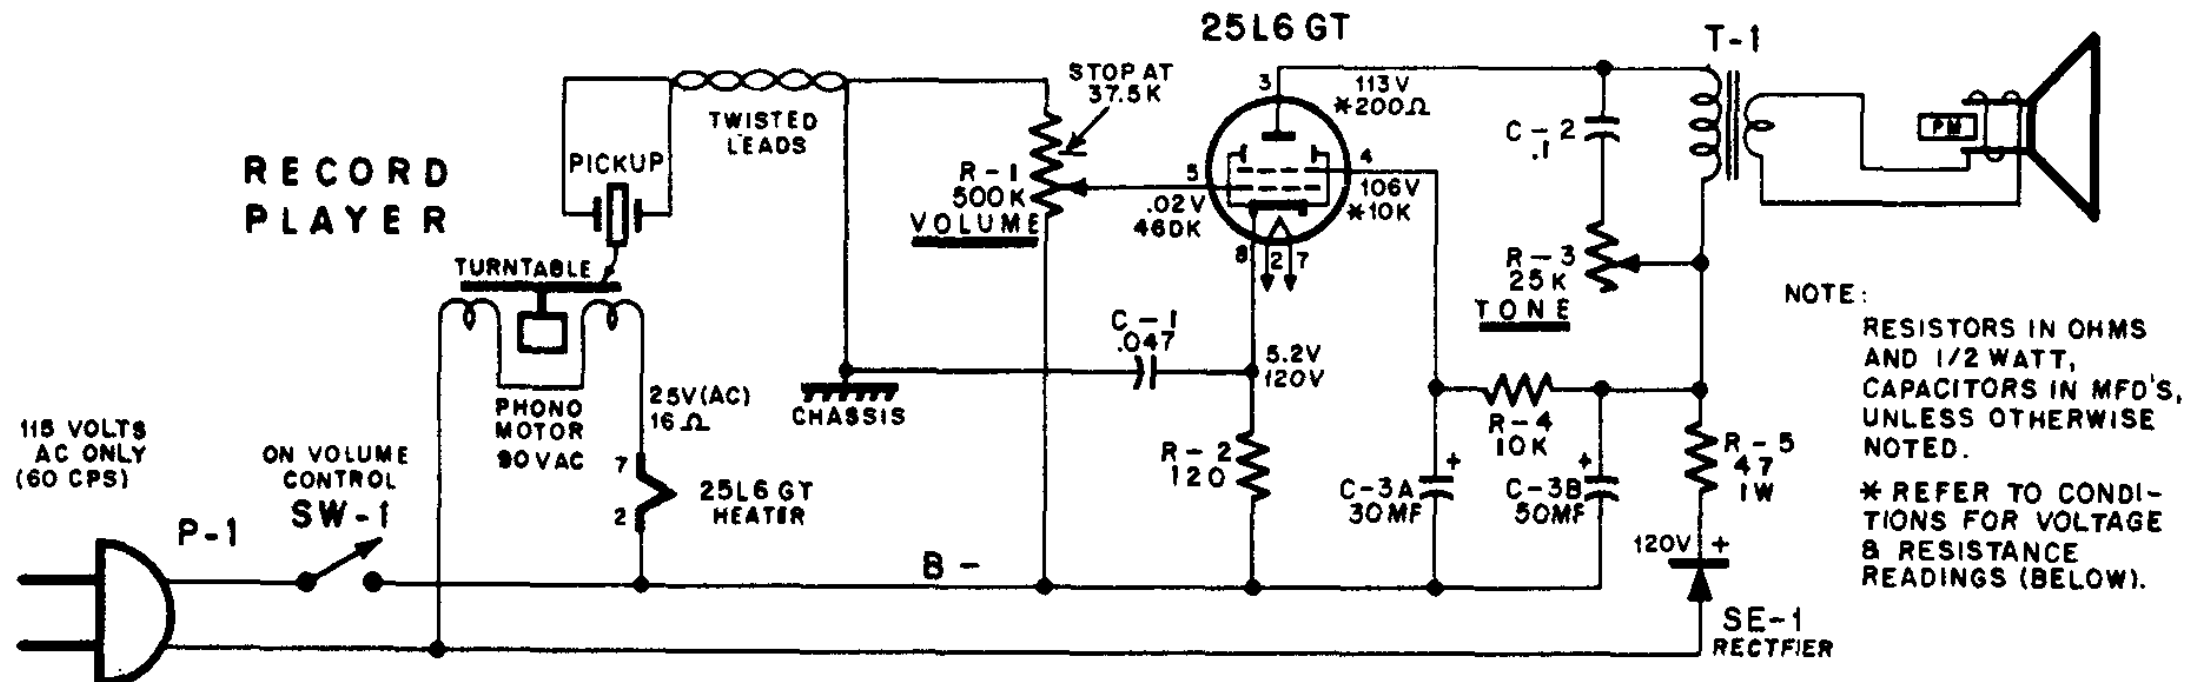 25L6 GT
T-1
STOP AT
37.5K
3
113V
*200Ω
TWISTED
LEADS
C-2
.1
PM
RECORD
PLAYER
PICKUP
R-1
500K
VOLUME
5
.02V
460K
4
106V
*10K
8
2
7
TURNTABLE
R-3
25K
TONE
NOTE:
RESISTORS IN OHMS
AND 1/2 WATT,
CAPACITORS IN MFD'S,
UNLESS OTHERWISE
NOTED.
* REFER TO CONDI-
TIONS FOR VOLTAGE
& RESISTANCE
READINGS (BELOW).
C-1
.047
5.2V
120V
CHASSIS
25V(AC)
16Ω
PHONO
MOTOR
90VAC
115 VOLTS
AC ONLY
(60 CPS)
ON VOLUME
CONTROL
SW-1
P-1
7
2
25L6 GT
HEATER
R-2
120
R-4
10K
R-5
47
1W
C-3A
30MF
+
C-3B
50MF
+
120V +
B -
SE-1
RECTFIER